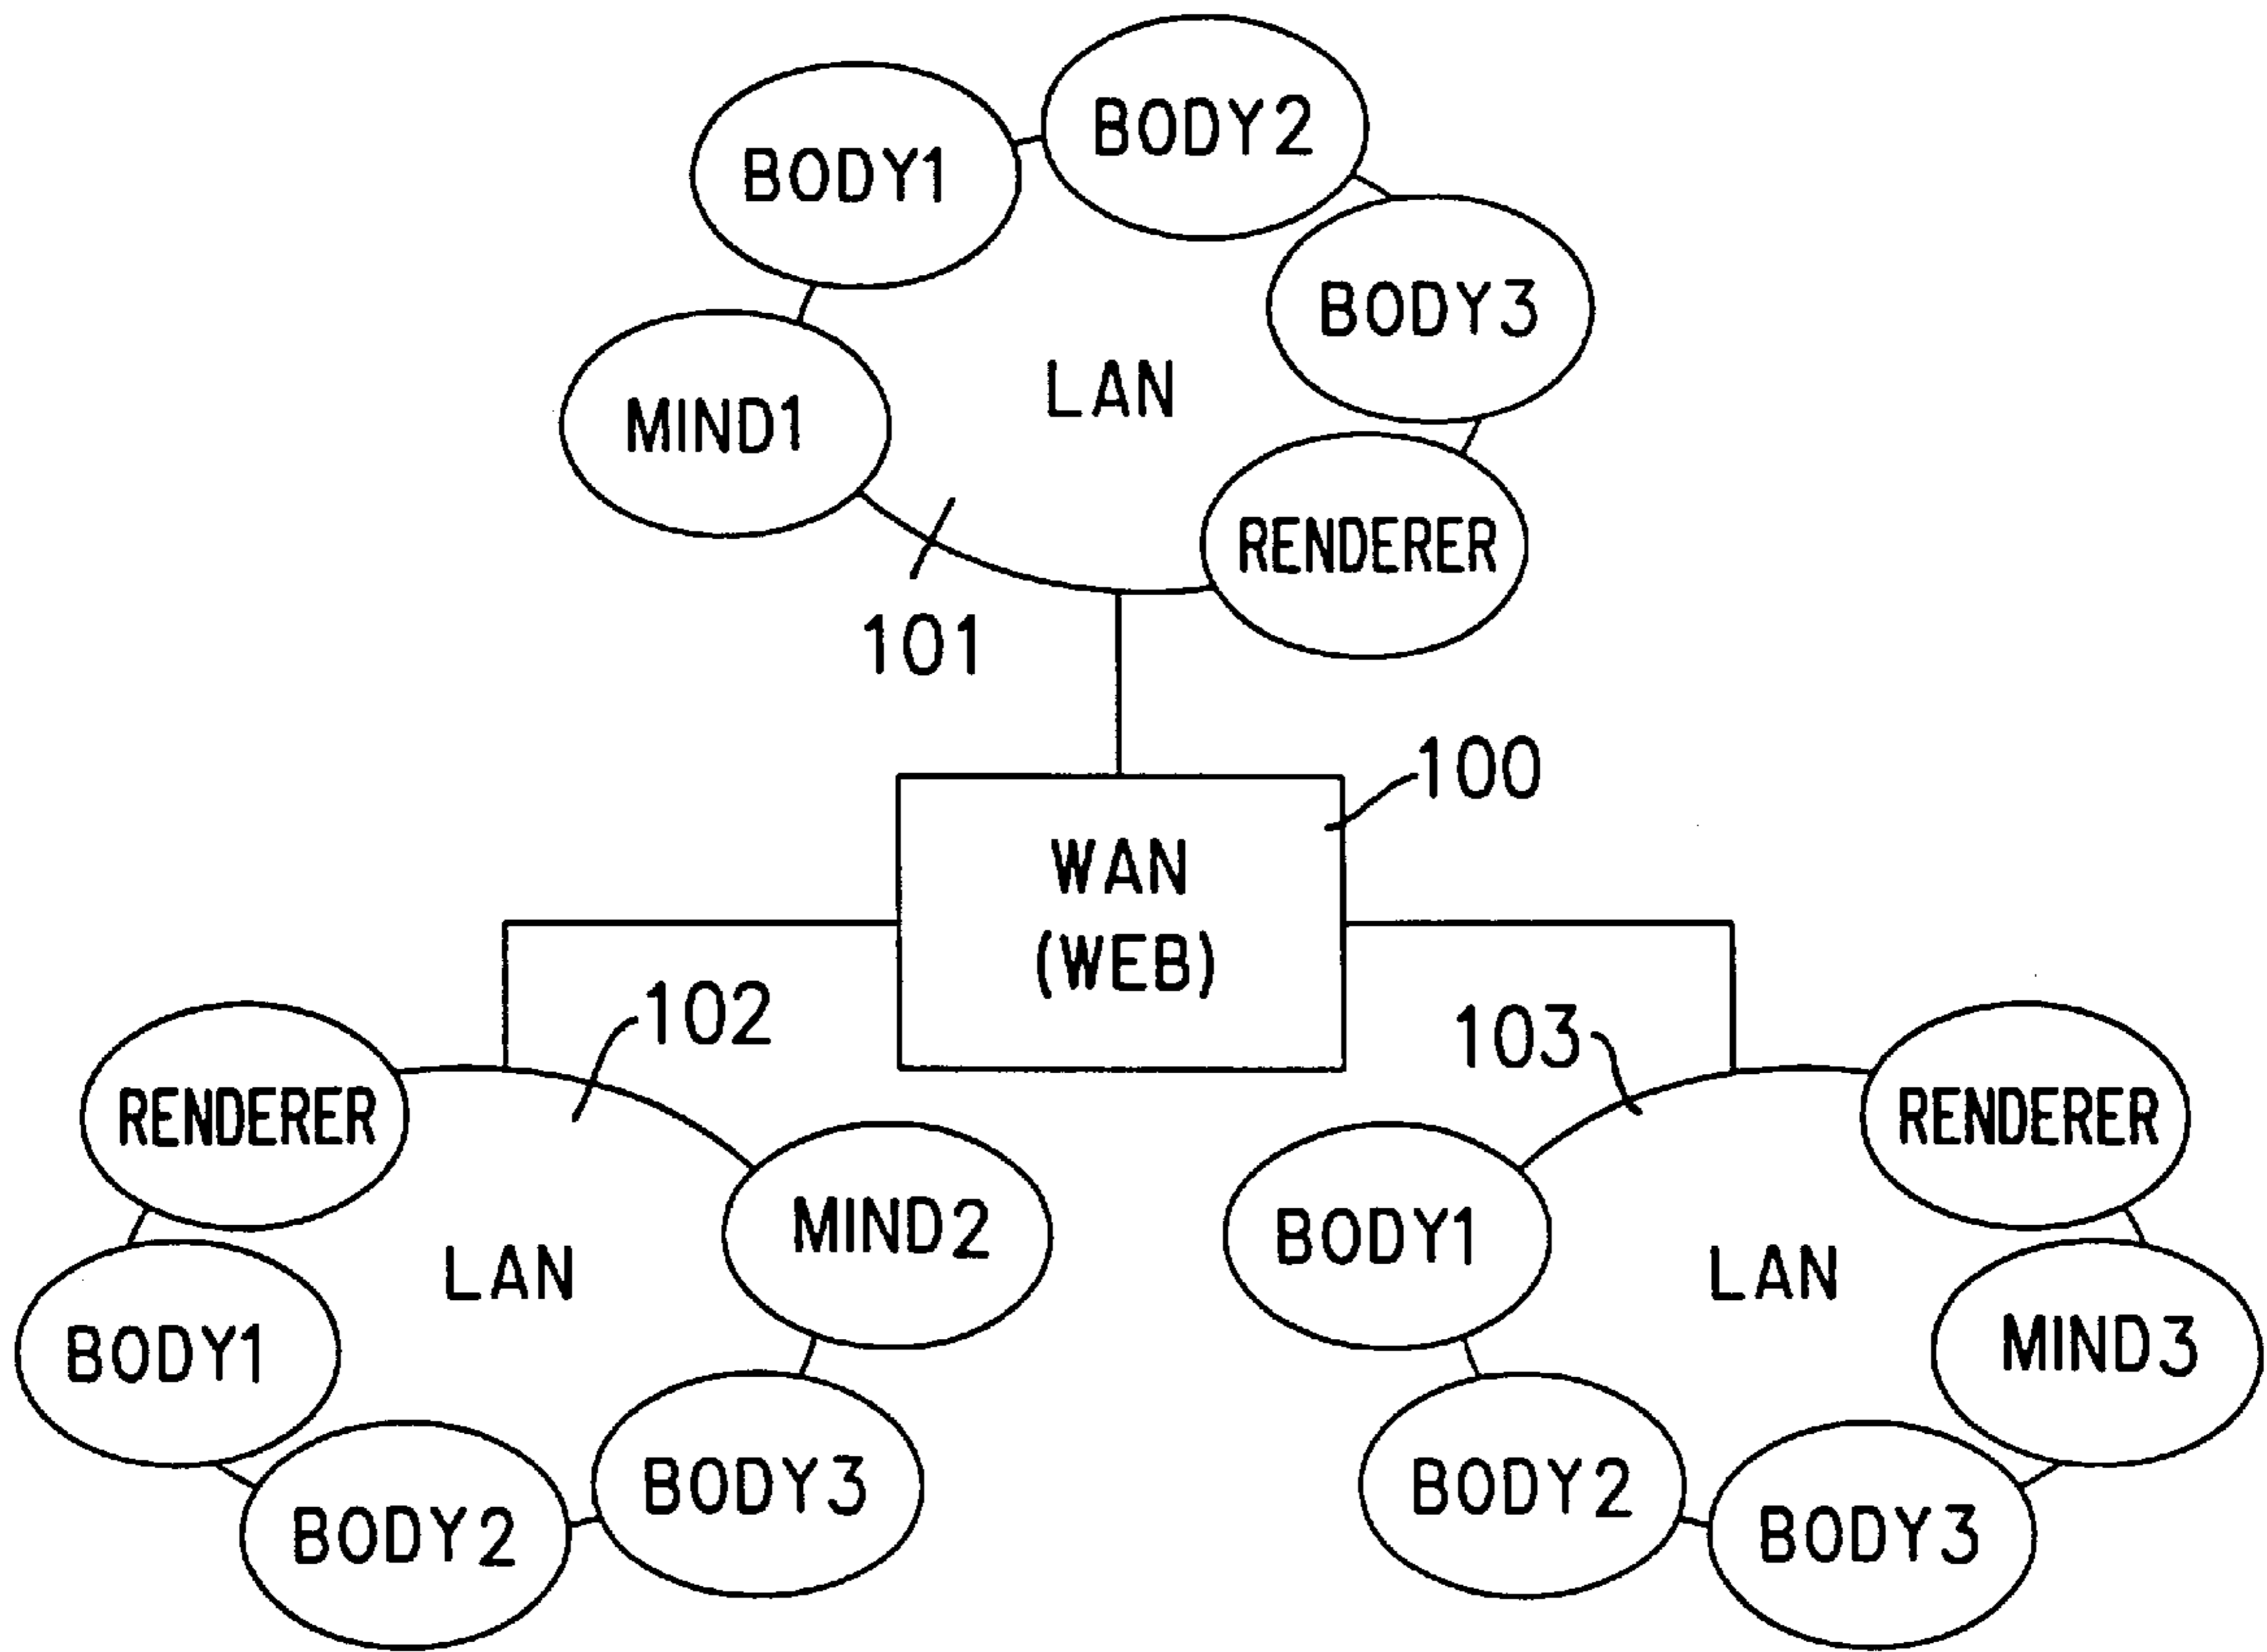 BODY2
BODY1
BODY3
LAN
MIND1
RENDERER
101
100
WAN
(WEB)
102
103
RENDERER
RENDERER
MIND2
BODY1
LAN
LAN
BODY1
MIND3
BODY3
BODY2
BODY2
BODY3